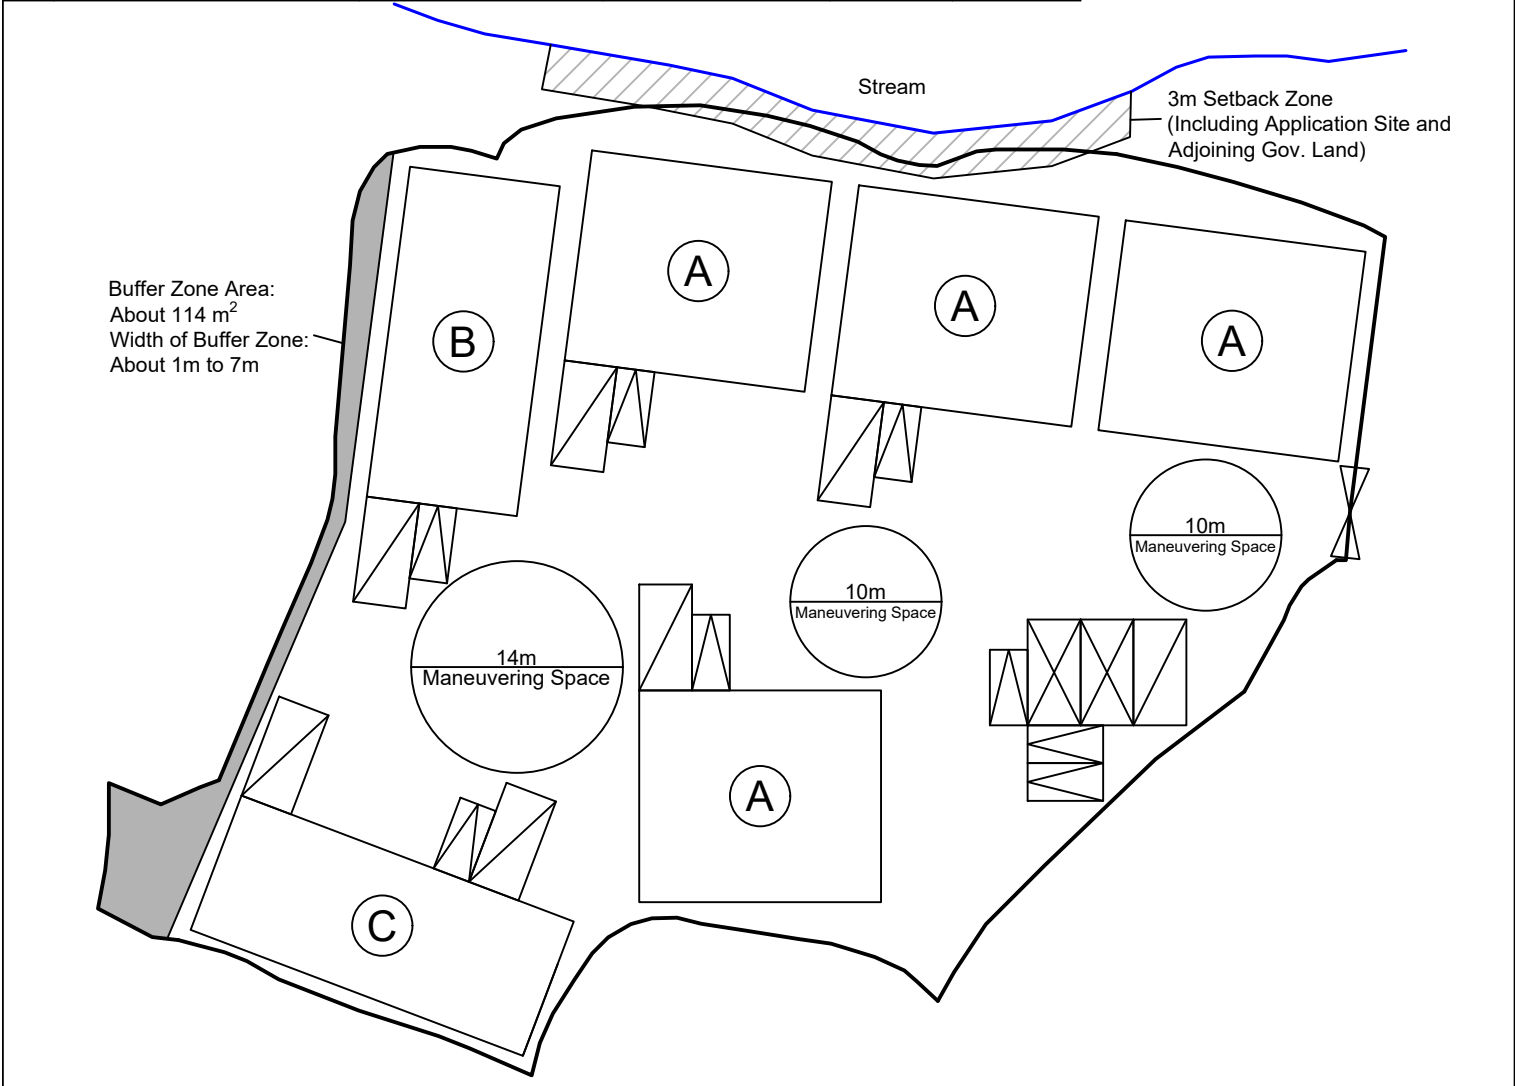 Stream
3m Setback Zone
(Including Application Site and
Adjoining Gov. Land)
Buffer Zone Area:
About 114 m²
Width of Buffer Zone:
About 1m to 7m
B
A
A
A
10m
Maneuvering Space
10m
Maneuvering Space
14m
Maneuvering Space
A
C